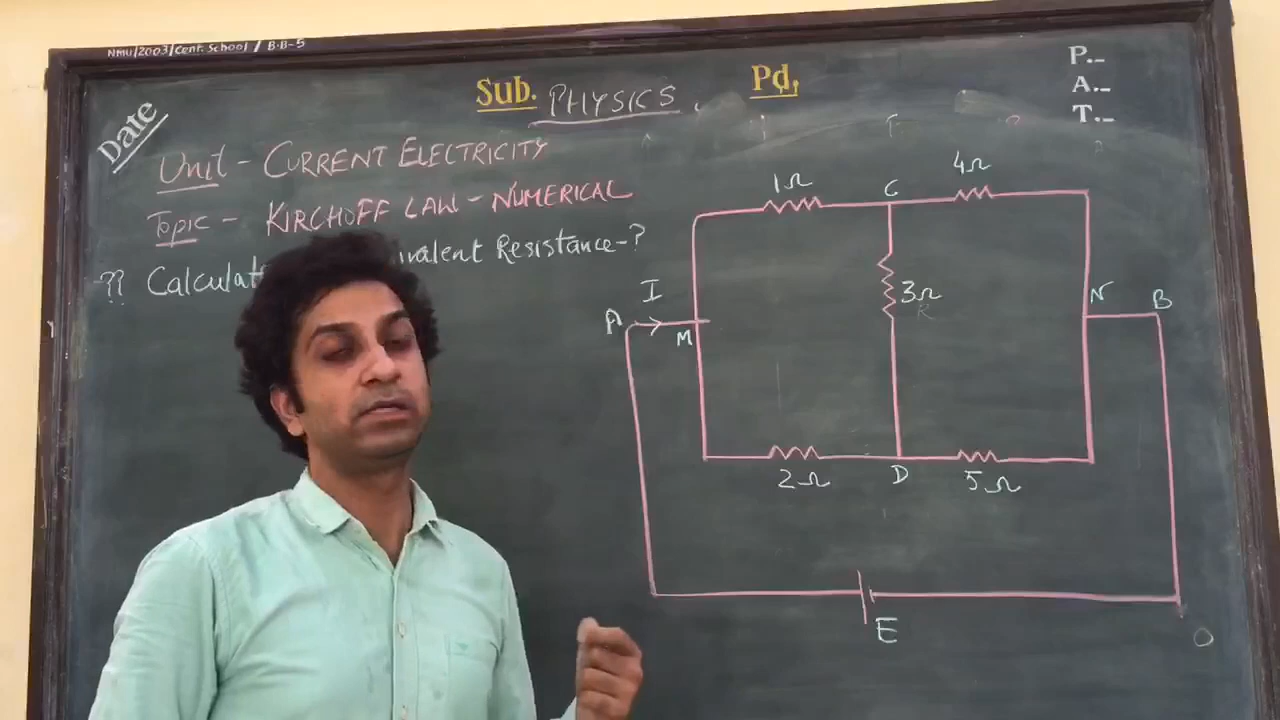 Nmu/2003/Cent. School / B.B-5
Date
Sub. PHYSICS.
Pd,
P.-
A.-
T.-
Unit - CURRENT ELECTRICITY
Topic - KIRCHOFF LAW - NUMERICAL
?? Calculat ivalent Resistance-?
1Ω
C
4Ω
I
3Ω
R
N
B
A
M
2Ω
D
5Ω
E